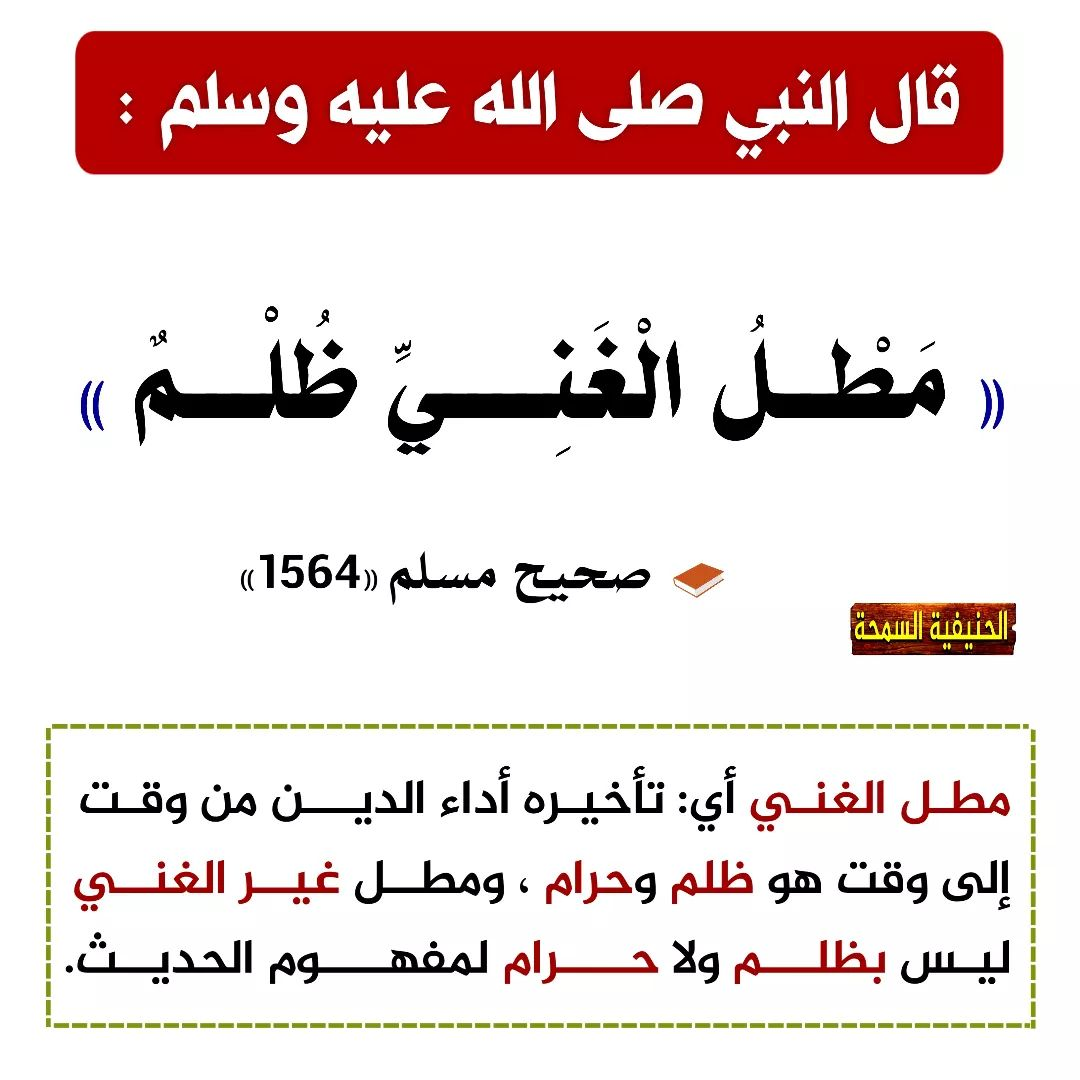 قال النبي صلى الله عليه وسلم :
(( مَطْلُ الْغَنِيِّ ظُلْمٌ ))
صحيح مسلم ((1564))
الحنيفية السمحة
مطل الغني أي: تأخيره أداء الدين من وقت
إلى وقت هو ظلم وحرام ، ومطل غير الغني
ليس بظلم ولا حرام لمفهوم الحديث.